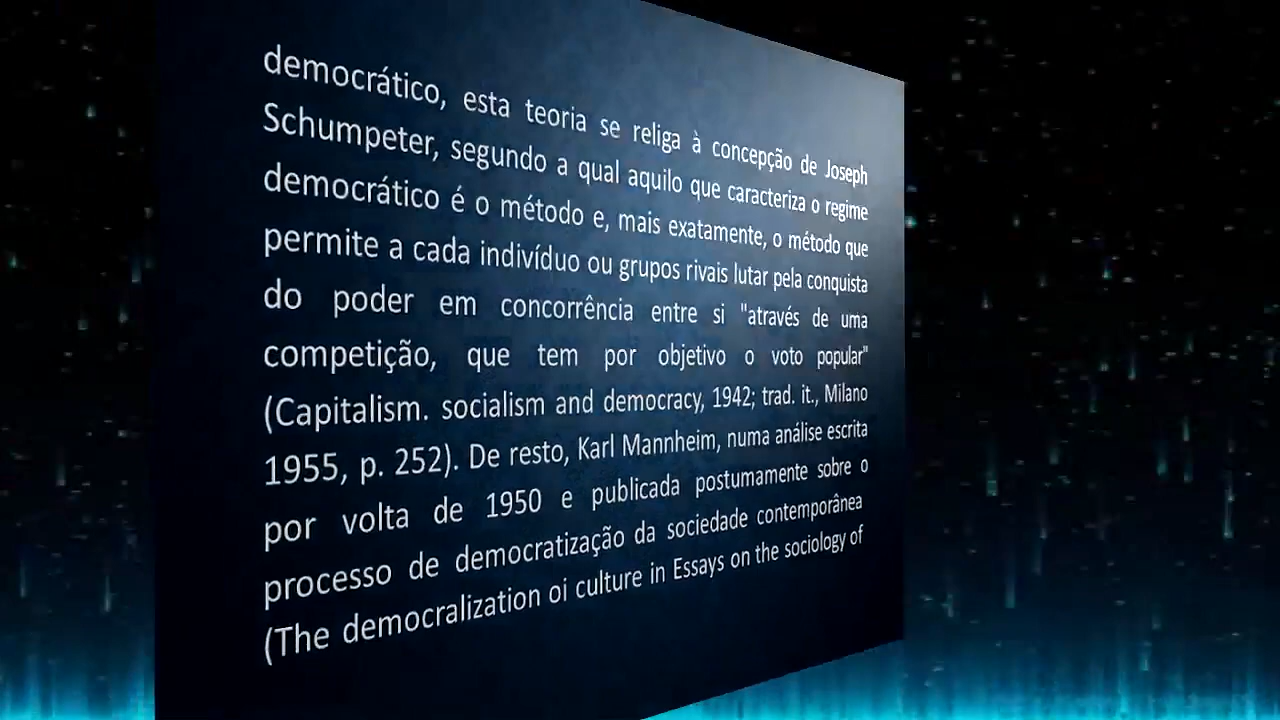 democrático, esta teoria se religa à concepção de Joseph
Schumpeter, segundo a qual aquilo que caracteriza o regime
democrático é o método e, mais exatamente, o método que
permite a cada indivíduo ou grupos rivais lutar pela conquista
do poder em concorrência entre si "através de uma
competição, que tem por objetivo o voto popular"
(Capitalism. socialism and democracy, 1942; trad. it., Milano
1955, p. 252). De resto, Karl Mannheim, numa análise escrita
por volta de 1950 e publicada postumamente sobre o
processo de democratização da sociedade contemporânea
(The democralization oi culture in Essays on the sociology of